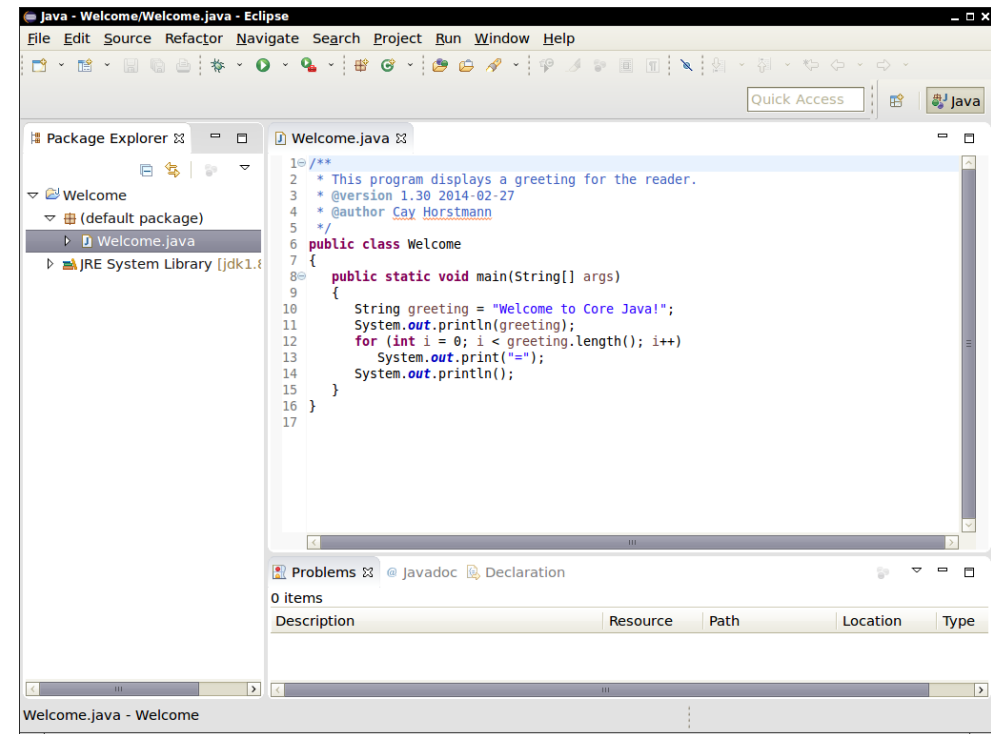 Java - Welcome/Welcome.java - Eclipse
File Edit Source Refactor Navigate Search Project Run Window Help
Quick Access
Java
Package Explorer
Welcome
(default package)
Welcome.java
JRE System Library [jdk1.8
Welcome.java
1 /**
2  * This program displays a greeting for the reader.
3  * @version 1.30 2014-02-27
4  * @author Cay Horstmann
5  */
6 public class Welcome
7 {
8    public static void main(String[] args)
9    {
10       String greeting = "Welcome to Core Java!";
11       System.out.println(greeting);
12       for (int i = 0; i < greeting.length(); i++)
13          System.out.print("=");
14       System.out.println();
15    }
16 }
17
Problems @ Javadoc Declaration
0 items
Description Resource Path Location Type
Welcome.java - Welcome